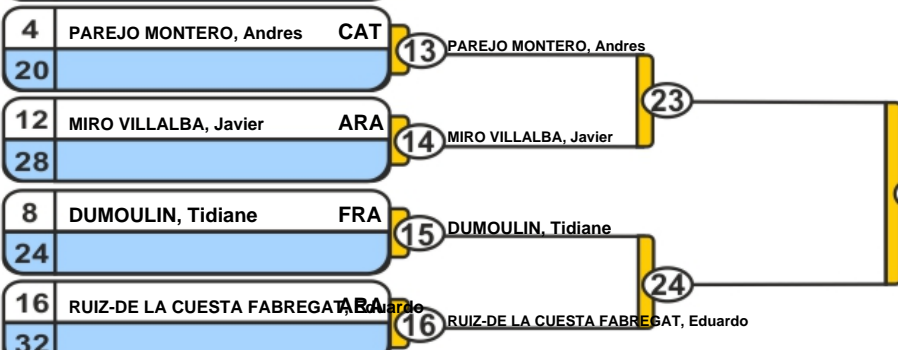 4 PAREJO MONTERO, Andres CAT
13 PAREJO MONTERO, Andres
20
23
12 MIRO VILLALBA, Javier ARA
14 MIRO VILLALBA, Javier
28
8 DUMOULIN, Tidiane FRA
15 DUMOULIN, Tidiane
24
24
16 RUIZ-DE LA CUESTA FABREGAT, Eduardo ARA
16 RUIZ-DE LA CUESTA FABREGAT, Eduardo
32